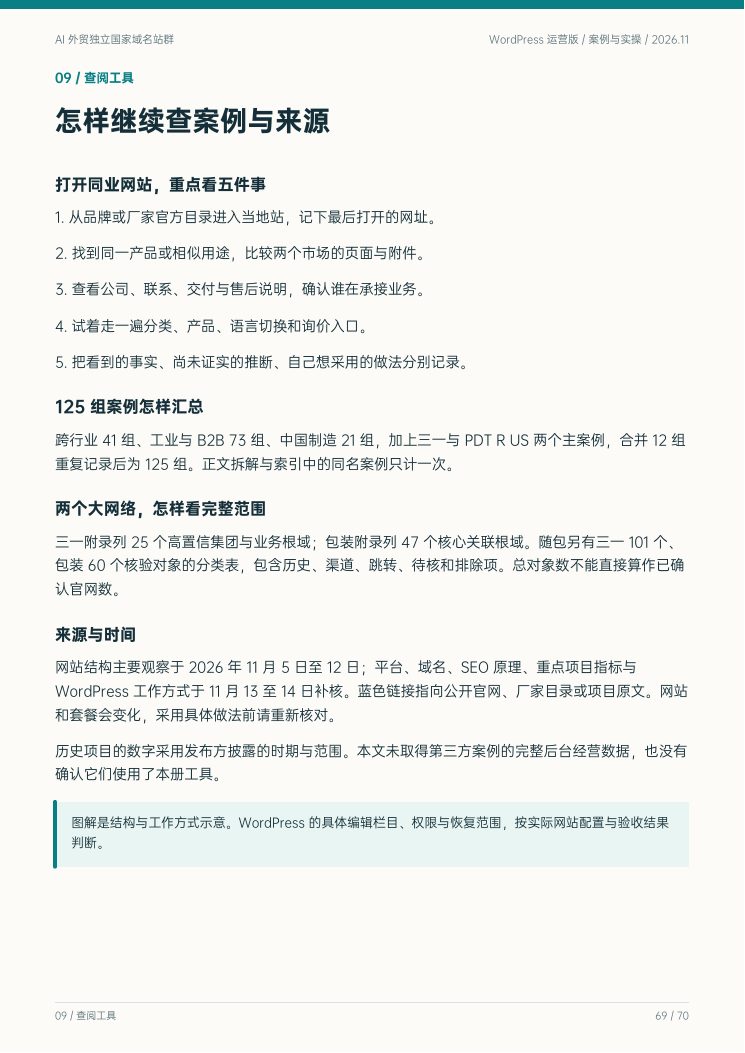 AI 外贸独立国家域名站群
WordPress 运营版 / 案例与实操 / 2026.11
09 / 查阅工具
怎样继续查案例与来源
打开同业网站，重点看五件事
1. 从品牌或厂家官方目录进入当地站，记下最后打开的网址。
2. 找到同一产品或相似用途，比较两个市场的页面与附件。
3. 查看公司、联系、交付与售后说明，确认谁在承接业务。
4. 试着走一遍分类、产品、语言切换和询价入口。
5. 把看到的事实、尚未证实的推断、自己想采用的做法分别记录。
125 组案例怎样汇总
跨行业 41 组、工业与 B2B 73 组、中国制造 21 组，加上三一与 PDT R US 两个主案例，合并 12 组
重复记录后为 125 组。正文拆解与索引中的同名案例只计一次。
两个大网络，怎样看完整范围
三一附录列 25 个高置信集团与业务根域；包装附录列 47 个核心关联根域。随包另有三一 101 个、
包装 60 个核验对象的分类表，包含历史、渠道、跳转、待核和排除项。总对象数不能直接算作已确
认官网数。
来源与时间
网站结构主要观察于 2026 年 11 月 5 日至 12 日；平台、域名、SEO 原理、重点项目指标与
WordPress 工作方式于 11 月 13 至 14 日补核。蓝色链接指向公开官网、厂家目录或项目原文。网站
和套餐会变化，采用具体做法前请重新核对。
历史项目的数字采用发布方披露的时期与范围。本文未取得第三方案例的完整后台经营数据，也没有
确认它们使用了本册工具。
图解是结构与工作方式示意。WordPress 的具体编辑栏目、权限与恢复范围，按实际网站配置与验收结果
判断。
09 / 查阅工具
69 / 70